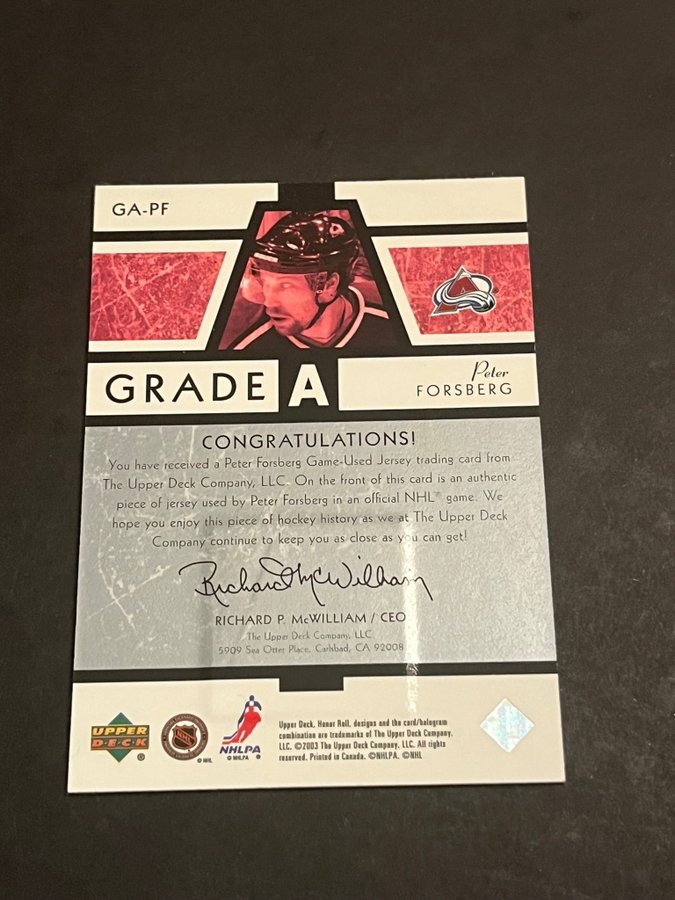 GA-PF
GRADE A
Peter
FORSBERG
CONGRATULATIONS!
You have received a Peter Forsberg Game-Used Jersey trading card from
The Upper Deck Company, LLC. On the front of this card is an authentic
piece of jersey used by Peter Forsberg in an official NHL® game. We
hope you enjoy this piece of hockey history as we at The Upper Deck
Company continue to keep you as close as you can get!
Richard McWilliam
RICHARD P. McWILLIAM / CEO
The Upper Deck Company, LLC
5909 Sea Otter Place, Carlsbad, CA 92008
UPPER
DECK
®
NHL
© NHL
NHLPA
© NHLPA ®
Upper Deck, Honor Roll, designs and the card/hologram
combination are trademarks of The Upper Deck Company,
LLC. ©2003 The Upper Deck Company, LLC. All rights
reserved. Printed in Canada. ©NHLPA. ©NHL